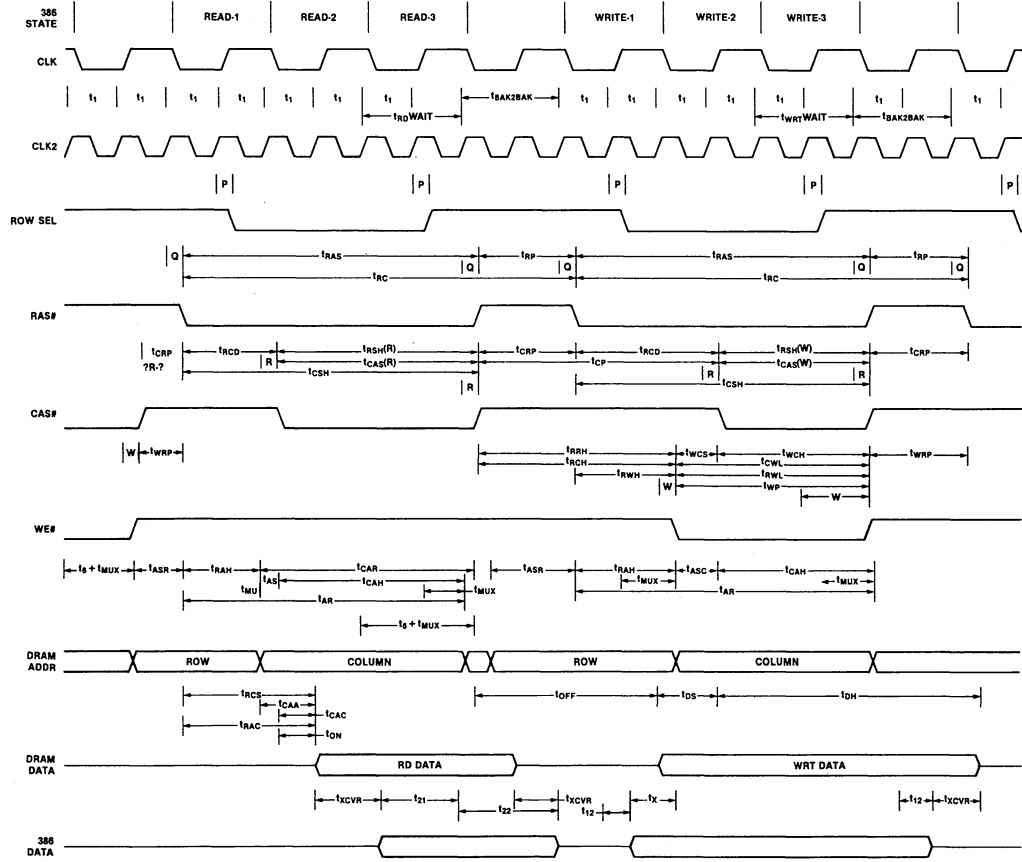 386 STATE READ-1 READ-2 READ-3 WRITE-1 WRITE-2 WRITE-3
CLK
t1 t1 t1 t1 t1 t1 t1 tBAK2BAK t1 t1 t1 t1 t1 t1 t1
tRDWAIT tWRTWAIT tBAK2BAK
CLK2
P P P P P
ROW SEL
Q tRAS Q tRP Q tRAS Q tRP Q
tRC tRC
RAS#
tCRP tRCD tRSH(R) tCRP tRCD tRSH(W) tCRP
?R-? R tCAS(R) tCP R tCAS(W) R
tCSH tCSH
R
CAS#
W tWRP tRRH tWCS tWCH tWRP
tRCH tCWL
tRWH tRWL
W tWP
W
WE#
t6 + tMUX tASR tRAH tCAR tASR tRAH tASC tCAH
tAS tCAH tMUX tMUX
tMU tMUX
tAR tAR
t6 + tMUX
DRAM ADDR ROW COLUMN ROW COLUMN
tRCS tOFF tDS tDH
tCAA
tCAC
tRAC
tON
DRAM DATA RD DATA WRT DATA
tXCVR t21 tXCVR tX t12 tXCVR
t22 t12
386 DATA